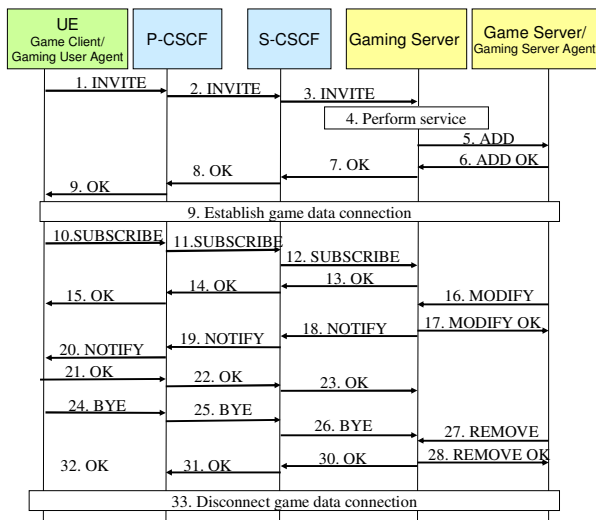 UE
Game Client/
Gaming User Agent
P-CSCF
S-CSCF
Gaming Server
Game Server/
Gaming Server Agent
1. INVITE
2. INVITE
3. INVITE
4. Perform service
5. ADD
6. ADD OK
7. OK
8. OK
9. OK
9. Establish game data connection
10.SUBSCRIBE
11.SUBSCRIBE
12. SUBSCRIBE
13. OK
14. OK
15. OK
16. MODIFY
17. MODIFY OK
18. NOTIFY
19. NOTIFY
20. NOTIFY
21. OK
22. OK
23. OK
24. BYE
25. BYE
26. BYE
27. REMOVE
28. REMOVE OK
30. OK
31. OK
32. OK
33. Disconnect game data connection